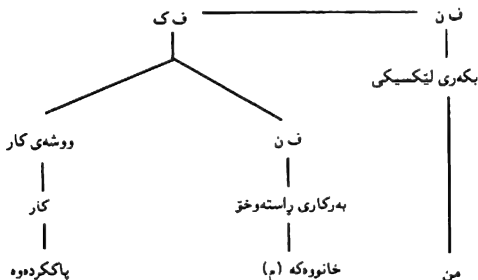 ف ن ف ک
بکەری لێکسیکی
ووشەی کار ف ن
کار بەرکاری ڕاستەوخۆ
من خانووەکە (م) پاککردەوە